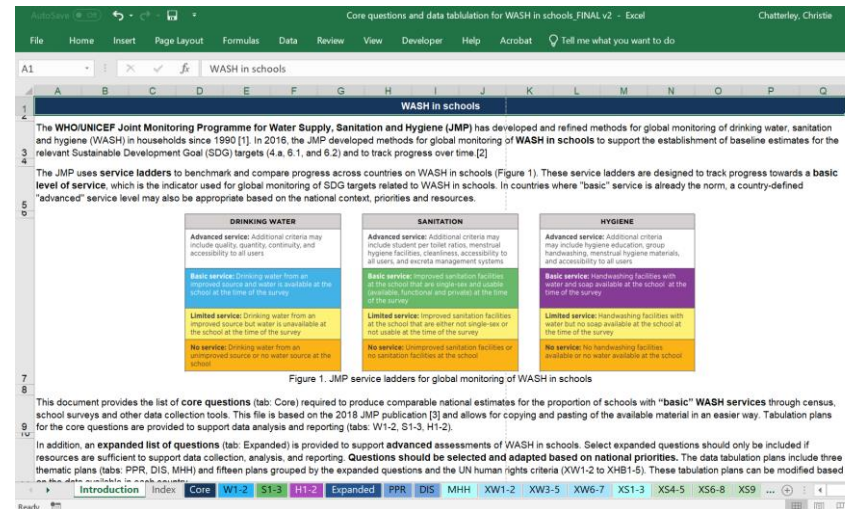 AutoSave Off
Core questions and data tablulation for WASH in schools_FINAL v2 - Excel
Chatterley, Christie
File Home Insert Page Layout Formulas Data Review View Developer Help Acrobat Tell me what you want to do
A1 fx WASH in schools
A B C D E F G H I J K L M N O P Q
1 WASH in schools
2
The WHO/UNICEF Joint Monitoring Programme for Water Supply, Sanitation and Hygiene (JMP) has developed and refined methods for global monitoring of drinking water, sanitation
and hygiene (WASH) in households since 1990 [1]. In 2016, the JMP developed methods for global monitoring of WASH in schools to support the establishment of baseline estimates for the
3 relevant Sustainable Development Goal (SDG) targets (4.a, 6.1, and 6.2) and to track progress over time.[2]
4
The JMP uses service ladders to benchmark and compare progress across countries on WASH in schools (Figure 1). These service ladders are designed to track progress towards a basic
level of service, which is the indicator used for global monitoring of SDG targets related to WASH in schools. In countries where "basic" service is already the norm, a country-defined
"advanced" service level may also be appropriate based on the national context, priorities and resources.
5
6
DRINKING WATER
Advanced service: Additional criteria may
include quality, quantity, continuity, and
accessibility to all users
Basic service: Drinking water from an
improved source and water is available at the
school at the time of the survey
Limited service: Drinking water from an
improved source but water is unavailable at
the school at the time of the survey
No service: Drinking water from an
unimproved source or no water source at the
school
SANITATION
Advanced service: Additional criteria may
include student per toilet ratios, menstrual
hygiene facilities, cleanliness, accessibility to
all users, and excreta management systems
Basic service: Improved sanitation facilities
at the school that are single-sex and usable
(available, functional and private) at the time
of the survey
Limited service: Improved sanitation facilities
at the school that are either not single-sex or
not usable at the time of the survey
No service: Unimproved sanitation facilities or
no sanitation facilities at the school
HYGIENE
Advanced service: Additional criteria
may include hygiene education, group
handwashing, menstrual hygiene materials,
and accessibility to all users
Basic service: Handwashing facilities with
water and soap available at the school at the
time of the survey
Limited service: Handwashing facilities with
water but no soap available at the school at
the time of the survey
No service: No handwashing facilities
available or no water available at the school
7 Figure 1. JMP service ladders for global monitoring of WASH in schools
8
This document provides the list of core questions (tab: Core) required to produce comparable national estimates for the proportion of schools with "basic" WASH services through census,
school surveys and other data collection tools. This file is based on the 2018 JMP publication [3] and allows for copying and pasting of the available material in an easier way. Tabulation plans
9 for the core questions are provided to support data analysis and reporting (tabs: W1-2, S1-3, H1-2).
10
In addition, an expanded list of questions (tab: Expanded) is provided to support advanced assessments of WASH in schools. Select expanded questions should only be included if
resources are sufficient to support data collection, analysis, and reporting. Questions should be selected and adapted based on national priorities. The data tabulation plans include three
thematic plans (tabs: PPR, DIS, MHH) and fifteen plans grouped by the expanded questions and the UN human rights criteria (XW1-2 to XHB1-5). These tabulation plans can be modified based
on the data available in each country.
Introduction Index Core W1-2 S1-3 H1-2 Expanded PPR DIS MHH XW1-2 XW3-5 XW6-7 XS1-3 XS4-5 XS6-8 XS9 ...
Ready